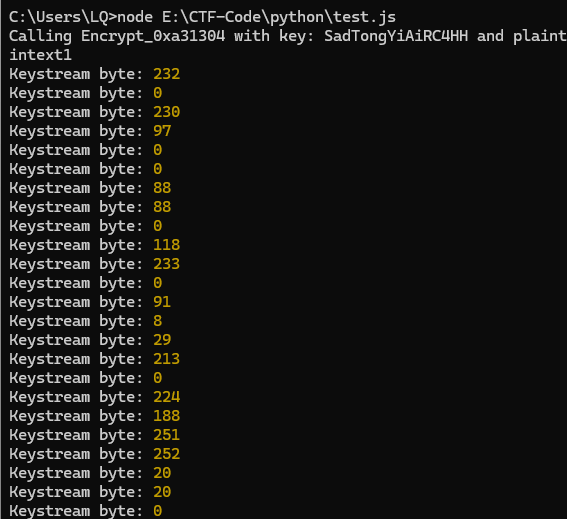 C:\Users\LQ>node E:\CTF-Code\python\test.js
Calling Encrypt_0xa31304 with key: SadTongYiAiRC4HH and plaint
intext1
Keystream byte: 232
Keystream byte: 0
Keystream byte: 230
Keystream byte: 97
Keystream byte: 0
Keystream byte: 0
Keystream byte: 88
Keystream byte: 88
Keystream byte: 0
Keystream byte: 118
Keystream byte: 233
Keystream byte: 0
Keystream byte: 91
Keystream byte: 8
Keystream byte: 29
Keystream byte: 213
Keystream byte: 0
Keystream byte: 224
Keystream byte: 188
Keystream byte: 251
Keystream byte: 252
Keystream byte: 20
Keystream byte: 20
Keystream byte: 0